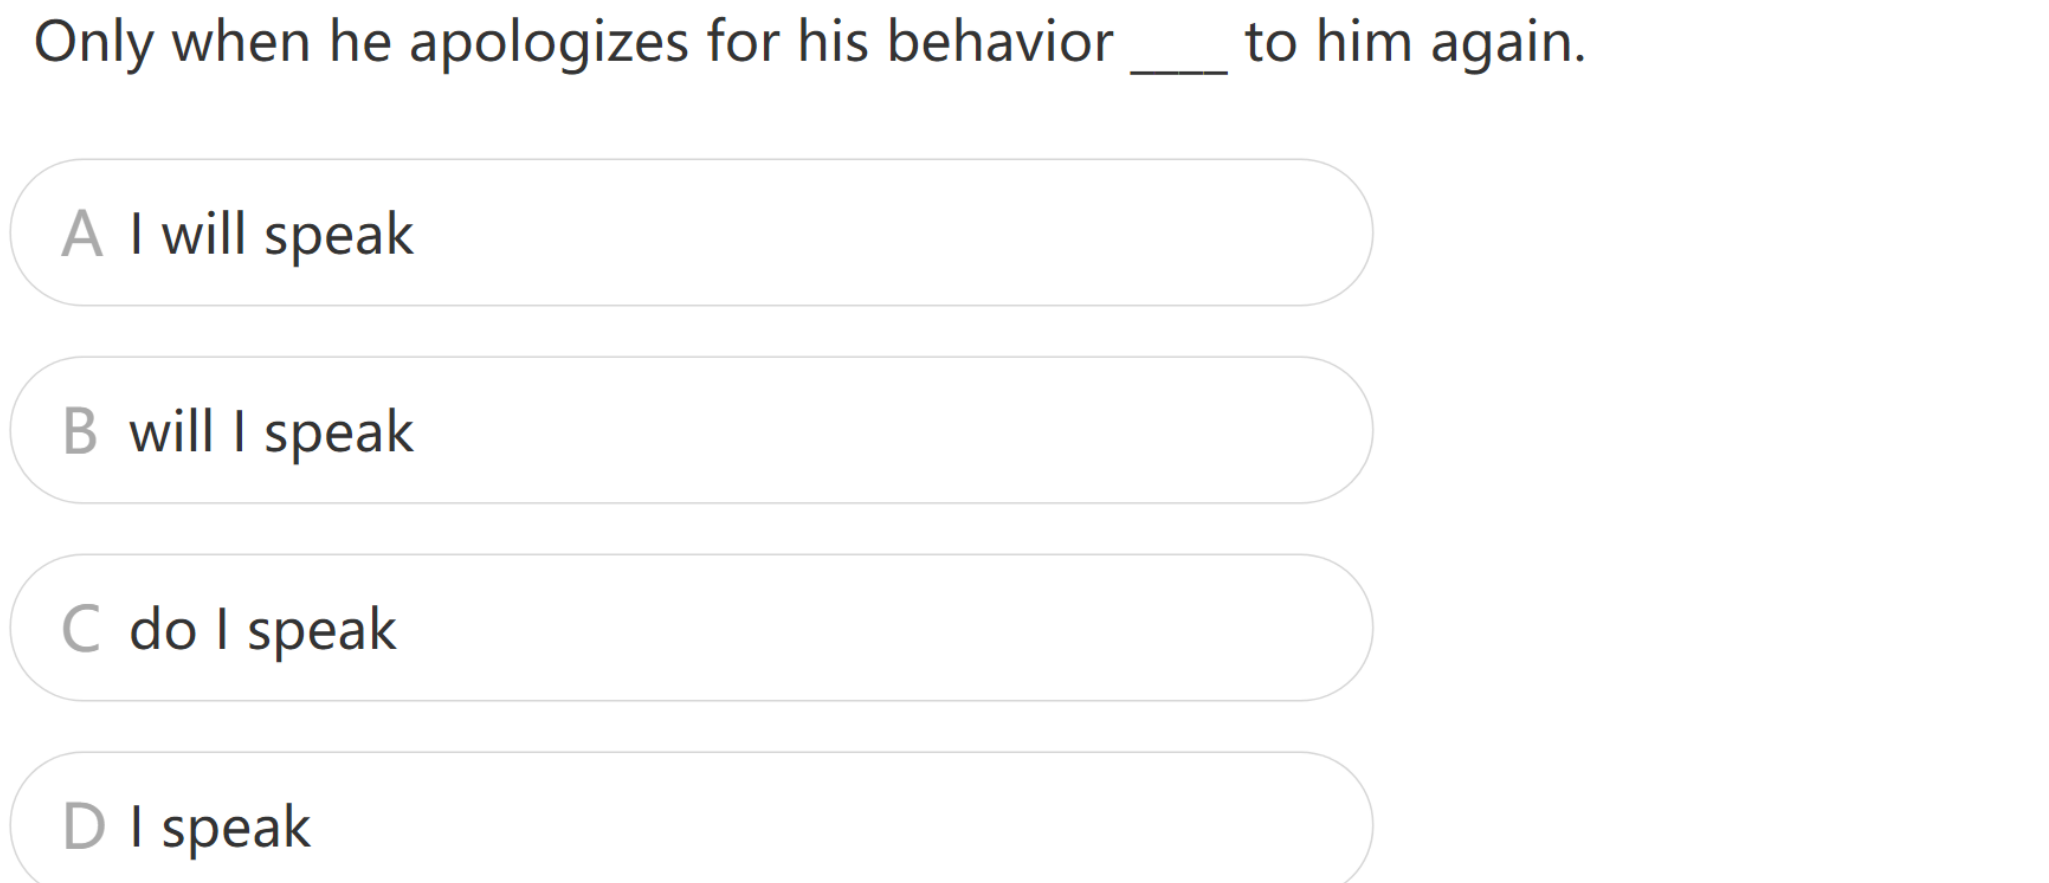 Only when he apologizes for his behavior ____ to him again.
A I will speak
B will I speak
C do I speak
D I speak